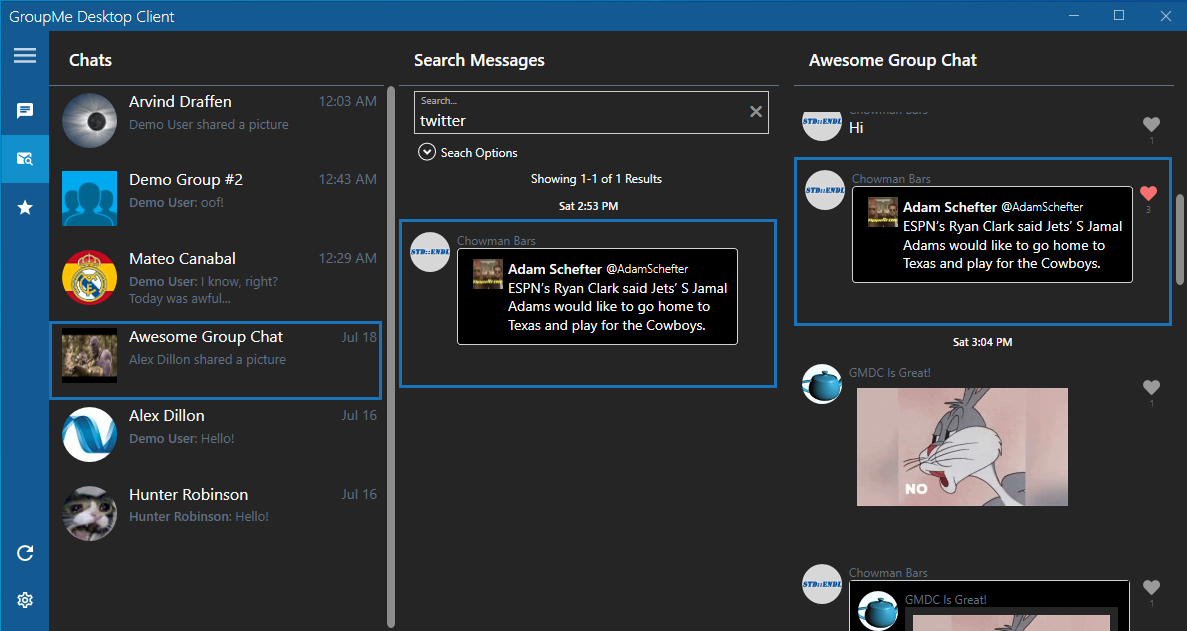 GroupMe Desktop Client
Chats
Arvind Draffen
12:03 AM
Demo User shared a picture
Demo Group #2
12:43 AM
Demo User: oof!
Mateo Canabal
12:29 AM
Demo User: I know, right?
Today was awful...
Awesome Group Chat
Jul 18
Alex Dillon shared a picture
Alex Dillon
Jul 16
Demo User: Hello!
Hunter Robinson
Jul 16
Hunter Robinson: Hello!
Search Messages
Search...
twitter
Seach Options
Showing 1-1 of 1 Results
Sat 2:53 PM
STD::ENDL
Chowman Bars
Adam Schefter @AdamSchefter
ESPN’s Ryan Clark said Jets’ S Jamal
Adams would like to go home to
Texas and play for the Cowboys.
Awesome Group Chat
Chowman Bars
STD::ENDL
Hi
1
Chowman Bars
STD::ENDL
Adam Schefter @AdamSchefter
ESPN’s Ryan Clark said Jets’ S Jamal
Adams would like to go home to
Texas and play for the Cowboys.
3
Sat 3:04 PM
GMDC Is Great!
1
NO
Chowman Bars
STD::ENDL
GMDC Is Great!
1